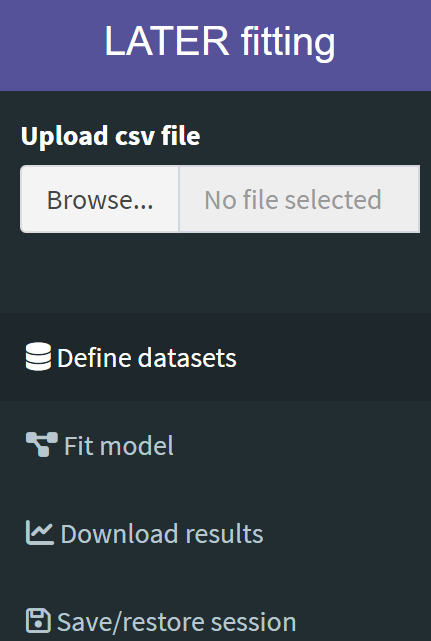 LATER fitting
Upload csv file
Browse... No file selected
Define datasets
Fit model
Download results
Save/restore session